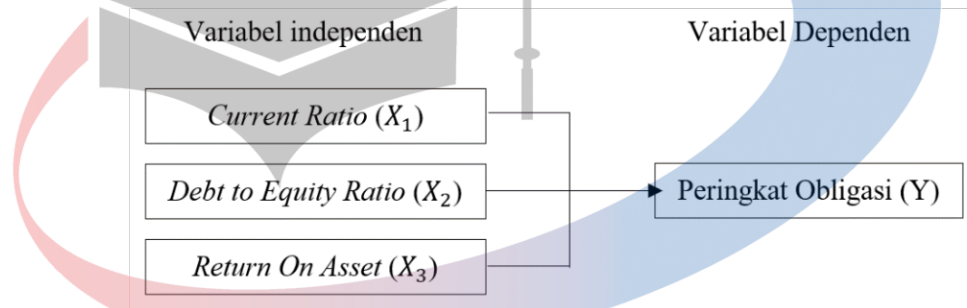 Variabel independen
Variabel Dependen
Current Ratio (X₁)
Debt to Equity Ratio (X₂)
Peringkat Obligasi (Y)
Return On Asset (X₃)